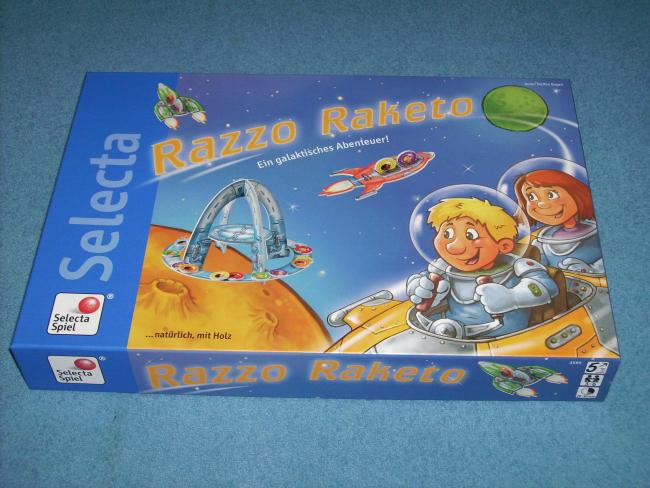 Razzo Raketo
Ein galaktisches Abenteuer!
Selecta
Selecta
Spiel
®
...natürlich, mit Holz
Selecta
Spiel
®
Razzo Raketo
5